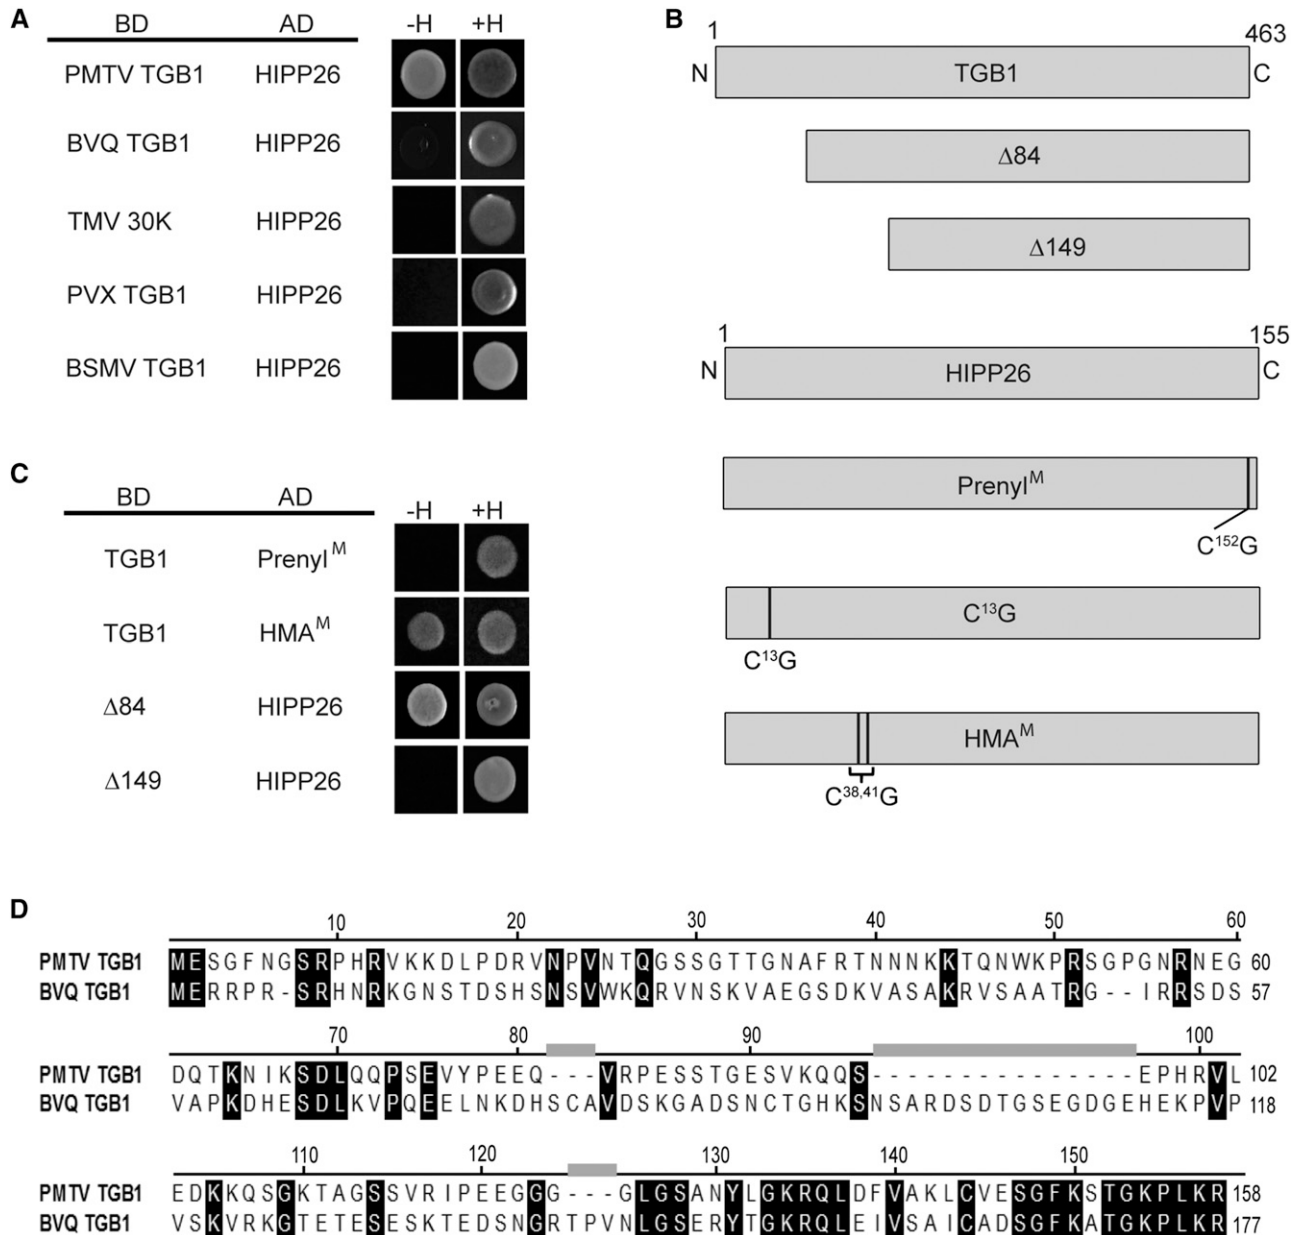 A
BD AD -H +H
PMTV TGB1 HIPP26
BVQ TGB1 HIPP26
TMV 30K HIPP26
PVX TGB1 HIPP26
BSMV TGB1 HIPP26
B
1 463
N TGB1 C
Δ84
Δ149
1 155
N HIPP26 C
Prenyl^M
C^152G
C^13G
C^13G
HMA^M
C^38,41G
C
BD AD -H +H
TGB1 Prenyl^M
TGB1 HMA^M
Δ84 HIPP26
Δ149 HIPP26
D
10 20 30 40 50 60
PMTV TGB1 MESGFNGSRPHRVKKDLPDRVNPVNTQGSSGTTGNAFRTNNNKKTQNWKPRSGPGNRNEG 60
BVQ TGB1 MERRPR-SRHNRKGNSTDSHSNSVWKQRVNSKVAEGSDKVASAKRVSAATRG--IRRSDS 57
70 80 90 100
PMTV TGB1 DQTKNIKSDLQQPSEVYPEEQ---VRPESSTGESVKQQS---------------EPHRVL 102
BVQ TGB1 VAPKDHESDLKVPQEELNKDHSCAVDSKGADSNCTGHKSNSARDSDTGSEGDGEHEKPVP 118
110 120 130 140 150
PMTV TGB1 EDKKQSGKTAGSSVRIPEEGGG---GLGSANYLGKRQLDFVAKLCVESGFKSTGKPLKR 158
BVQ TGB1 VSKVRKGTETESESKTEDSNGRTPVNLGSERYTGKRQLEIVSAICADSGFKATGKPLKR 177